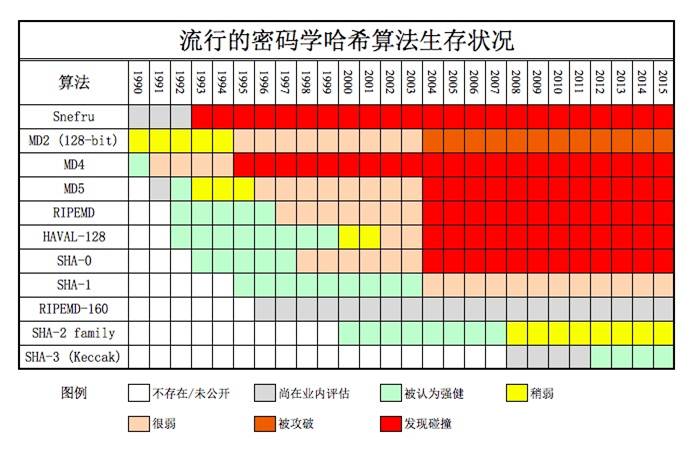 流行的密码学哈希算法生存状况
算法 1990 1991 1992 1993 1994 1995 1996 1997 1998 1999 2000 2001 2002 2003 2004 2005 2006 2007 2008 2009 2010 2011 2012 2013 2014 2015
Snefru
MD2 (128-bit)
MD4
MD5
RIPEMD
HAVAL-128
SHA-0
SHA-1
RIPEMD-160
SHA-2 family
SHA-3 (Keccak)
图例 不存在/未公开 尚在业内评估 被认为强健 稍弱
很弱 被攻破 发现碰撞